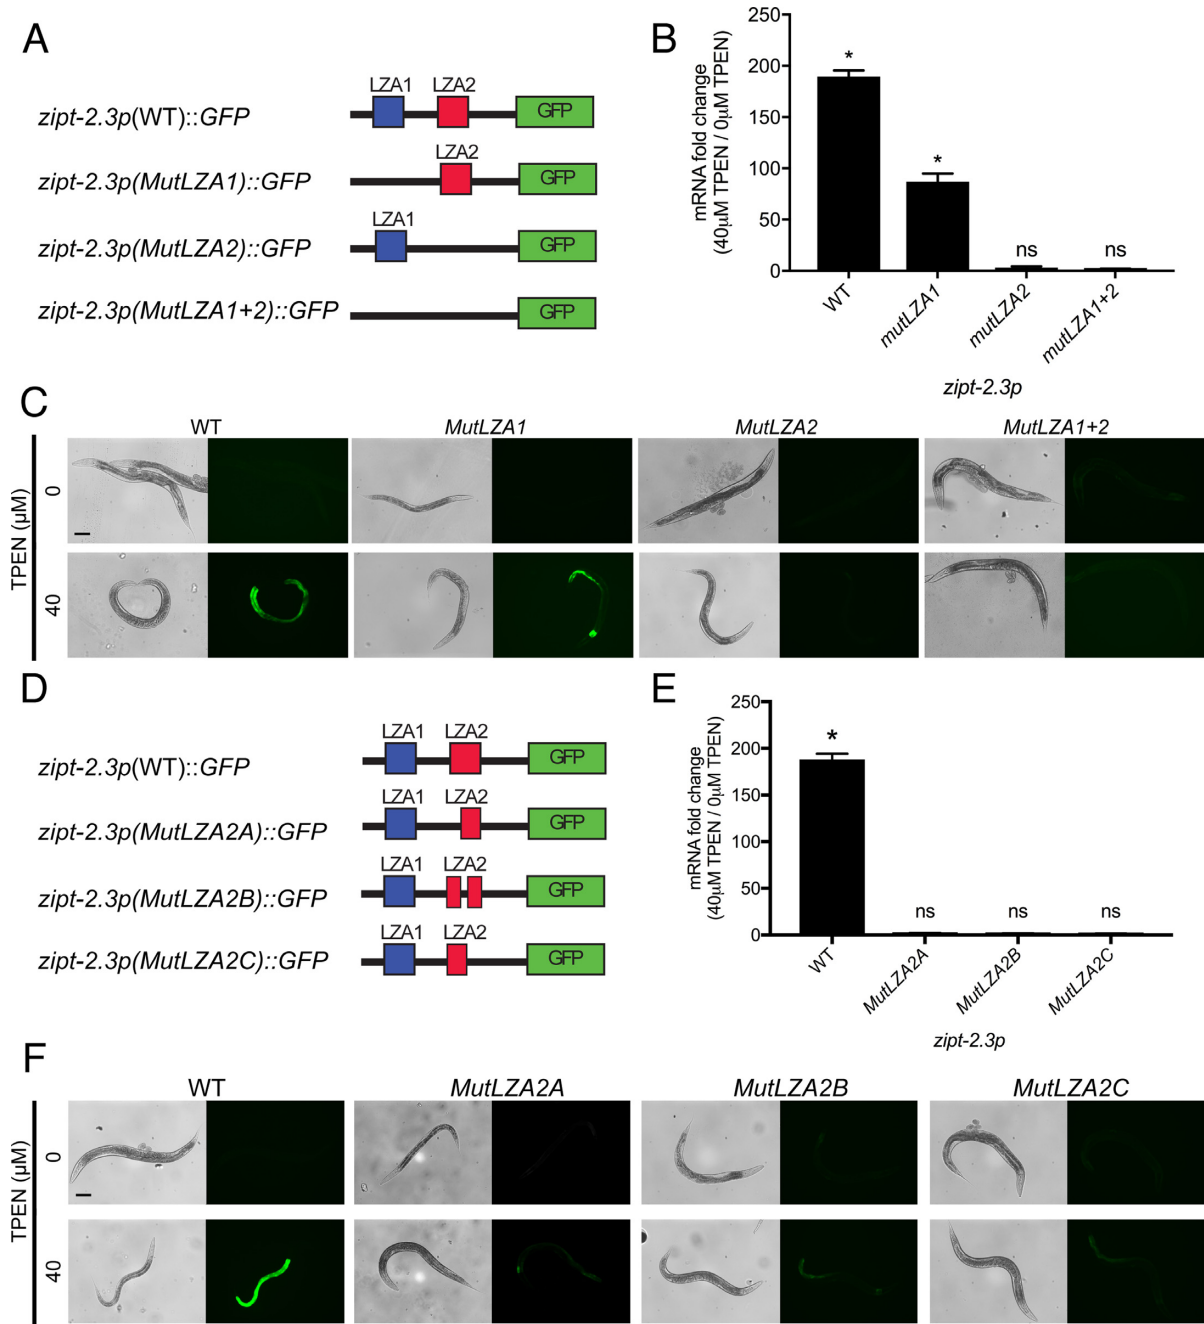 A
LZA1 LZA2
zipt-2.3p(WT)::GFP
GFP
LZA2
zipt-2.3p(MutLZA1)::GFP
GFP
LZA1
zipt-2.3p(MutLZA2)::GFP
GFP
zipt-2.3p(MutLZA1+2)::GFP
GFP
B
mRNA fold change
(40µM TPEN / 0µM TPEN)
250
200
150
100
50
0
*
*
ns
ns
WT
mutLZA1
mutLZA2
mutLZA1+2
zipt-2.3p
C
WT
MutLZA1
MutLZA2
MutLZA1+2
TPEN (µM)
0
40
D
LZA1 LZA2
zipt-2.3p(WT)::GFP
GFP
LZA1 LZA2
zipt-2.3p(MutLZA2A)::GFP
GFP
LZA1 LZA2
zipt-2.3p(MutLZA2B)::GFP
GFP
LZA1 LZA2
zipt-2.3p(MutLZA2C)::GFP
GFP
E
mRNA fold change
(40µM TPEN / 0µM TPEN)
250
200
150
100
50
0
*
ns
ns
ns
WT
MutLZA2A
MutLZA2B
MutLZA2C
zipt-2.3p
F
WT
MutLZA2A
MutLZA2B
MutLZA2C
TPEN (µM)
0
40